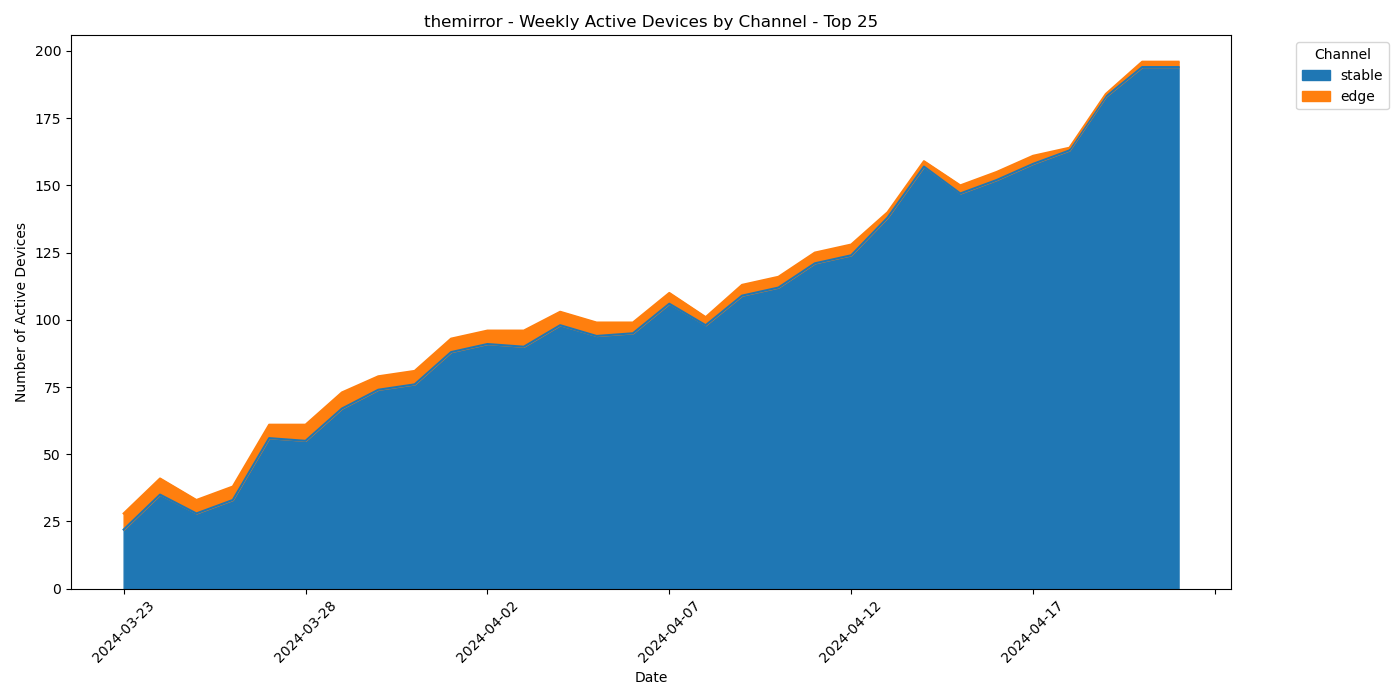 themirror - Weekly Active Devices by Channel - Top 25
Channel
stable
edge
Number of Active Devices
200
175
150
125
100
75
50
25
0
2024-03-23
2024-03-28
2024-04-02
2024-04-07
2024-04-12
2024-04-17
Date